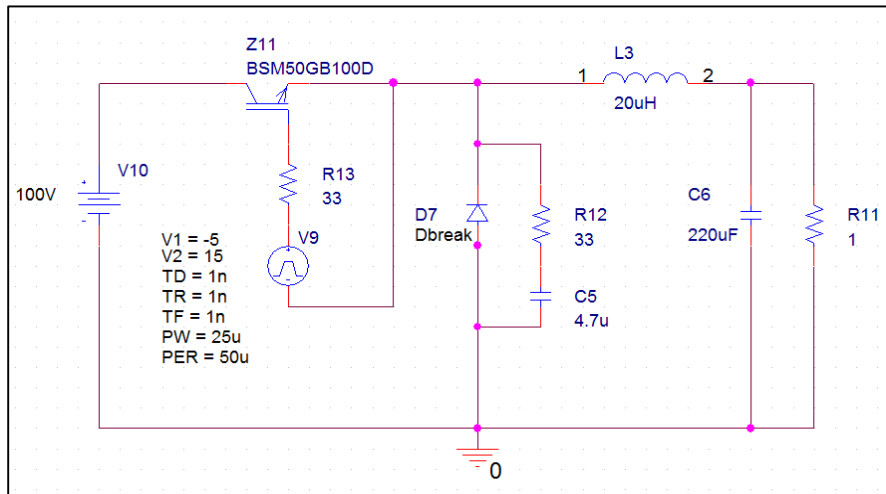 Z11
BSM50GB100D
1
L3
2
20uH
+
V10
-
100V
R13
33
V9
+
-
V1 = -5
V2 = 15
TD = 1n
TR = 1n
TF = 1n
PW = 25u
PER = 50u
D7
Dbreak
R12
33
C5
4.7u
C6
220uF
R11
1
0